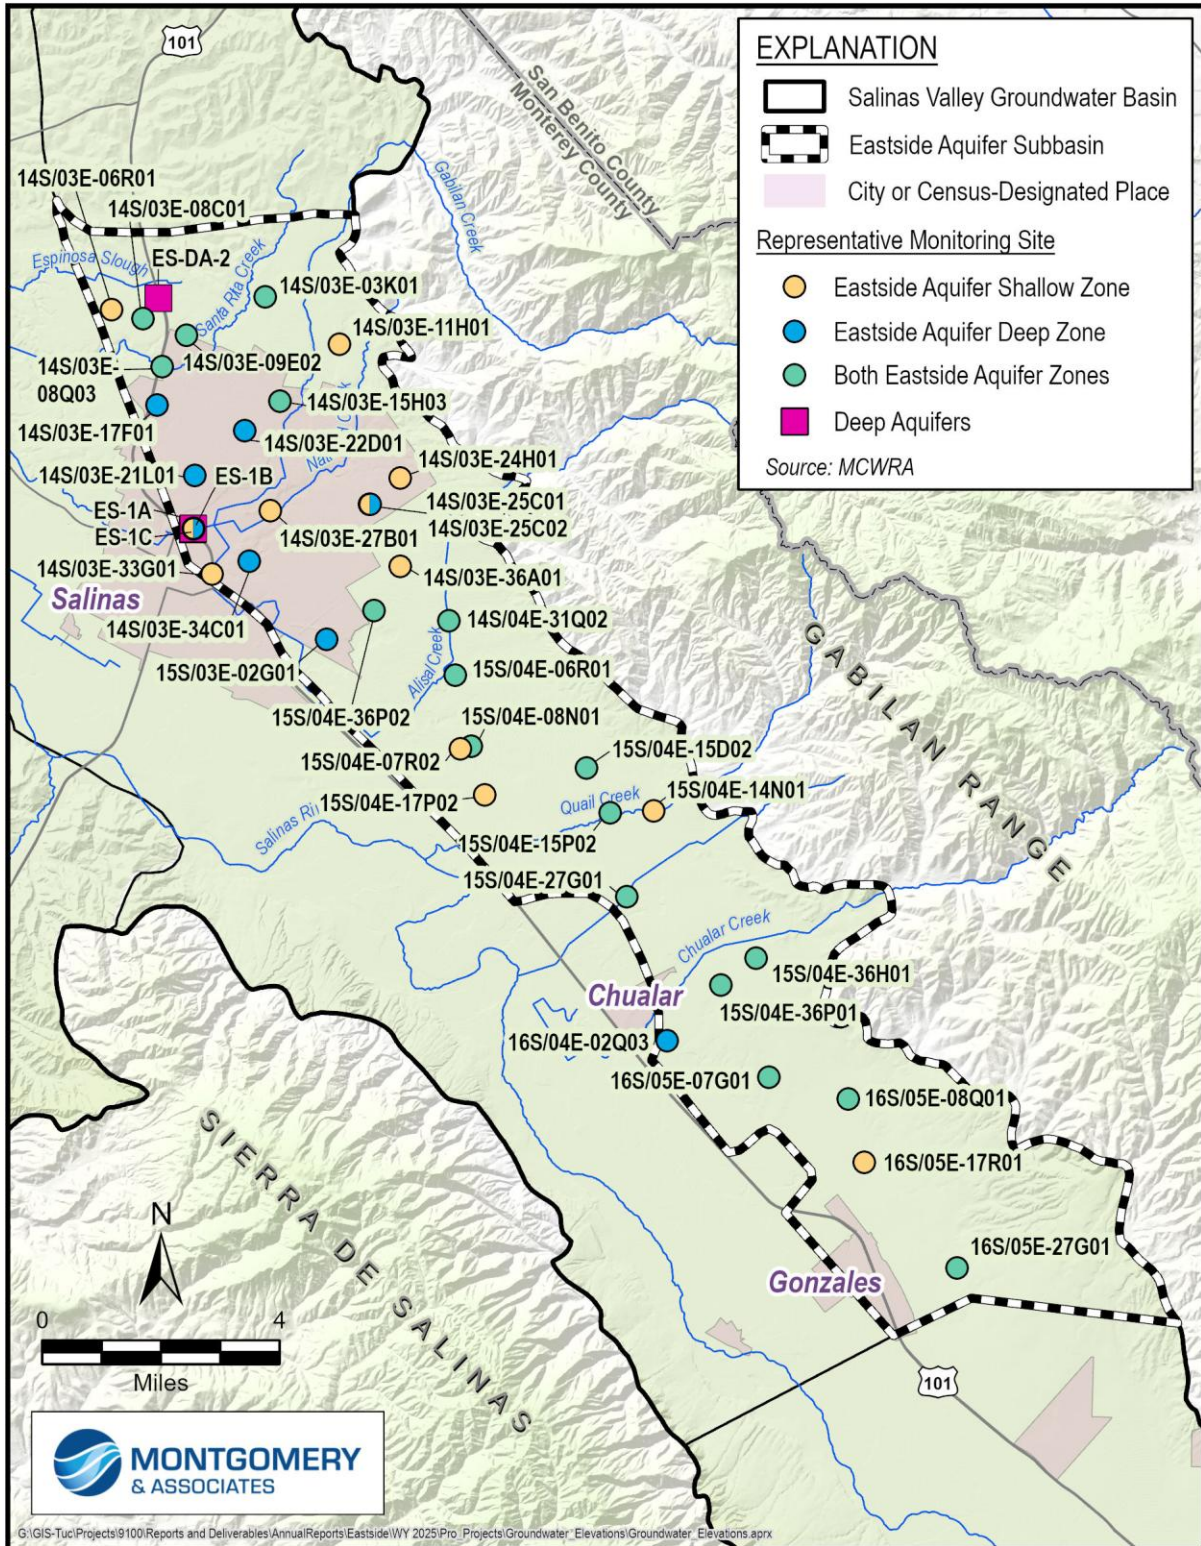 101
San Benito County
Monterey County
EXPLANATION
Salinas Valley Groundwater Basin
Eastside Aquifer Subbasin
City or Census-Designated Place
Representative Monitoring Site
Eastside Aquifer Shallow Zone
Eastside Aquifer Deep Zone
Both Eastside Aquifer Zones
Deep Aquifers
Source: MCWRA
14S/03E-06R01
14S/03E-08C01
Gabilan Creek
Espinosa Slough
ES-DA-2
Santa Rita Creek
14S/03E-03K01
14S/03E-11H01
14S/03E-09E02
14S/03E-
08Q03
14S/03E-15H03
14S/03E-17F01
14S/03E-22D01
14S/03E-21L01
ES-1B
14S/03E-24H01
ES-1A
14S/03E-25C01
ES-1C
14S/03E-25C02
14S/03E-27B01
14S/03E-33G01
14S/03E-36A01
Salinas
14S/03E-34C01
14S/04E-31Q02
15S/03E-02G01
Alisal Creek
15S/04E-06R01
15S/04E-36P02
15S/04E-08N01
15S/04E-07R02
15S/04E-15D02
15S/04E-17P02
Quail Creek
15S/04E-14N01
Salinas Ri
15S/04E-15P02
15S/04E-27G01
GABILAN RANGE
Chualar Creek
15S/04E-36H01
Chualar
15S/04E-36P01
16S/04E-02Q03
16S/05E-07G01
16S/05E-08Q01
16S/05E-17R01
SIERRA DE SALINAS
16S/05E-27G01
Gonzales
N
0 4
Miles
101
MONTGOMERY
& ASSOCIATES
G:\GIS-Tuc\Projects\9100\Reports and Deliverables\AnnualReports\Eastside\WY 2025\Pro_Projects\Groundwater_Elevations\Groundwater_Elevations.aprx